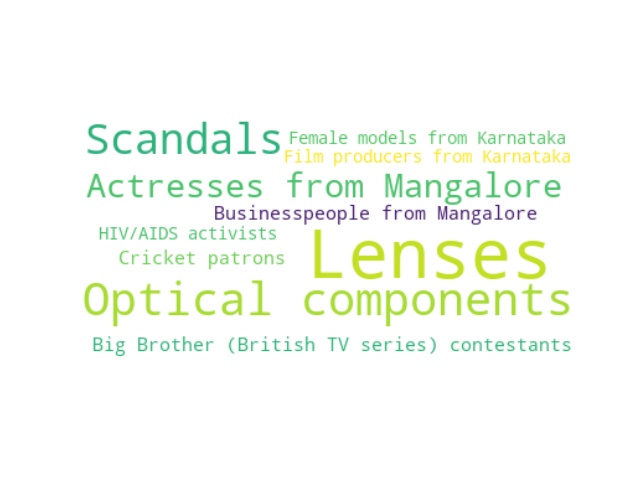 Scandals
Female models from Karnataka
Film producers from Karnataka
Actresses from Mangalore
Businesspeople from Mangalore
HIV/AIDS activists
Lenses
Cricket patrons
Optical components
Big Brother (British TV series) contestants